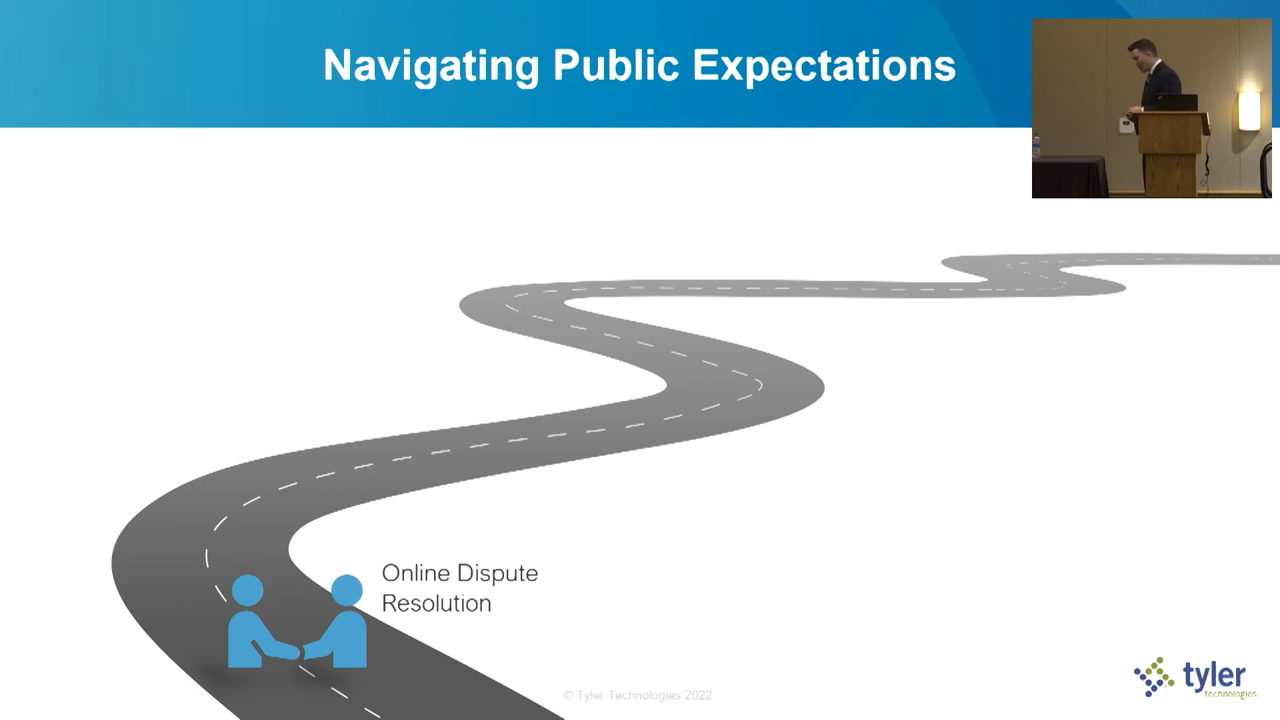 Navigating Public Expectations
Online Dispute
Resolution
© Tyler Technologies 2022
tyler
technologies